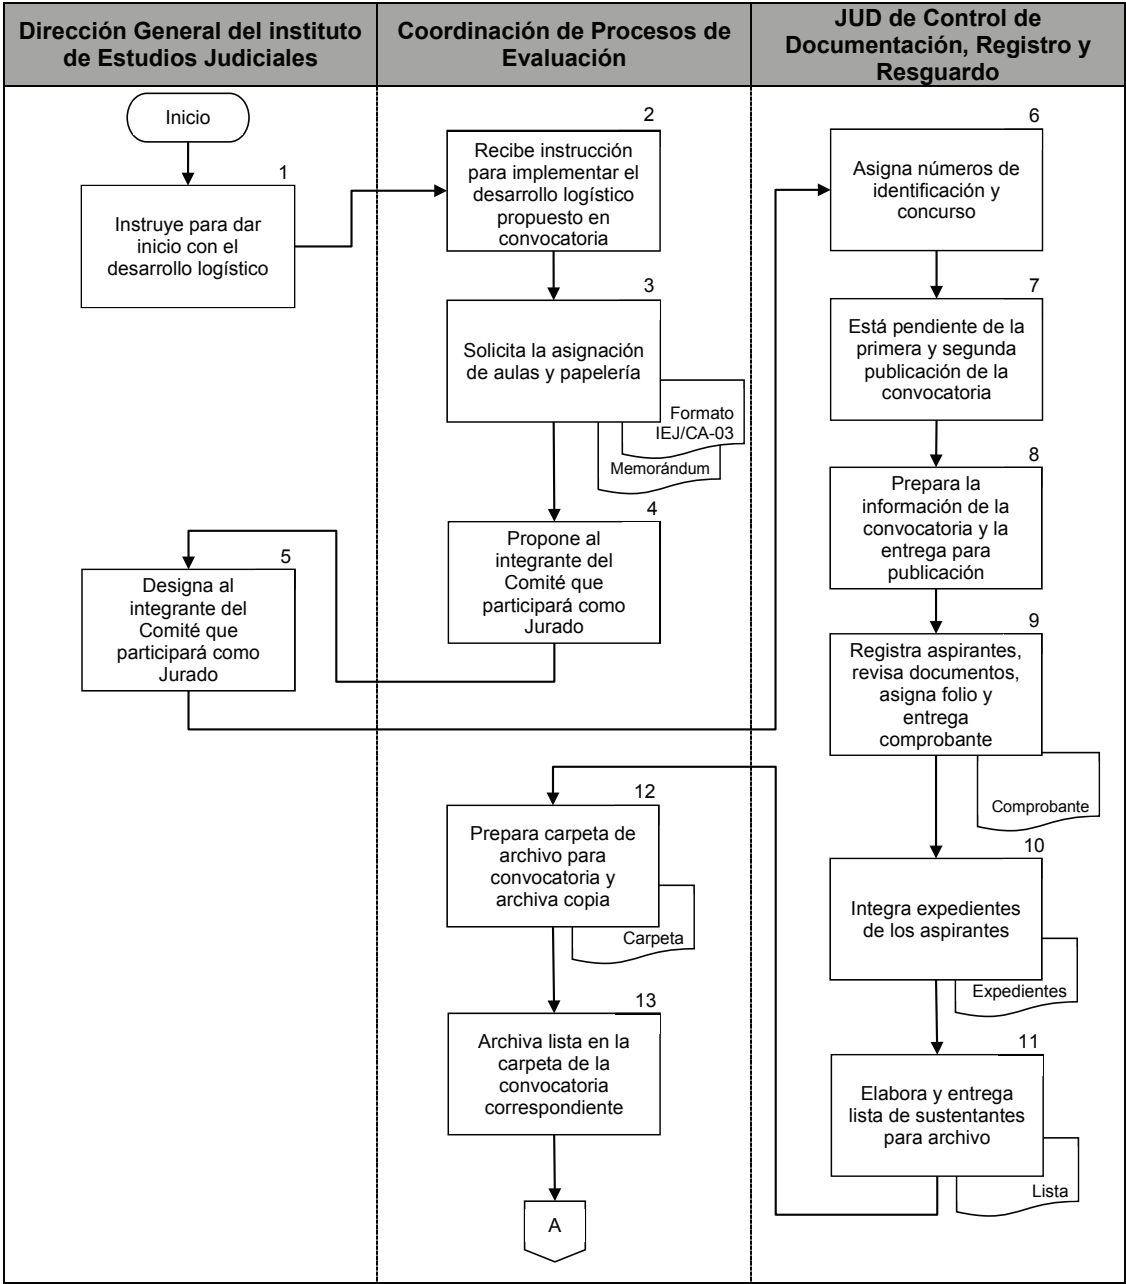 Dirección General del instituto
de Estudios Judiciales
Coordinación de Procesos de
Evaluación
JUD de Control de
Documentación, Registro y
Resguardo
Inicio
1
Instruye para dar
inicio con el
desarrollo logístico
2
Recibe instrucción
para implementar el
desarrollo logístico
propuesto en
convocatoria
3
Solicita la asignación
de aulas y papelería
Formato
IEJ/CA-03
Memorándum
4
Propone al
integrante del
Comité que
participará como
Jurado
5
Designa al
integrante del
Comité que
participará como
Jurado
6
Asigna números de
identificación y
concurso
7
Está pendiente de la
primera y segunda
publicación de la
convocatoria
8
Prepara la
información de la
convocatoria y la
entrega para
publicación
9
Registra aspirantes,
revisa documentos,
asigna folio y
entrega
comprobante
Comprobante
10
Integra expedientes
de los aspirantes
Expedientes
11
Elabora y entrega
lista de sustentantes
para archivo
Lista
12
Prepara carpeta de
archivo para
convocatoria y
archiva copia
Carpeta
13
Archiva lista en la
carpeta de la
convocatoria
correspondiente
A